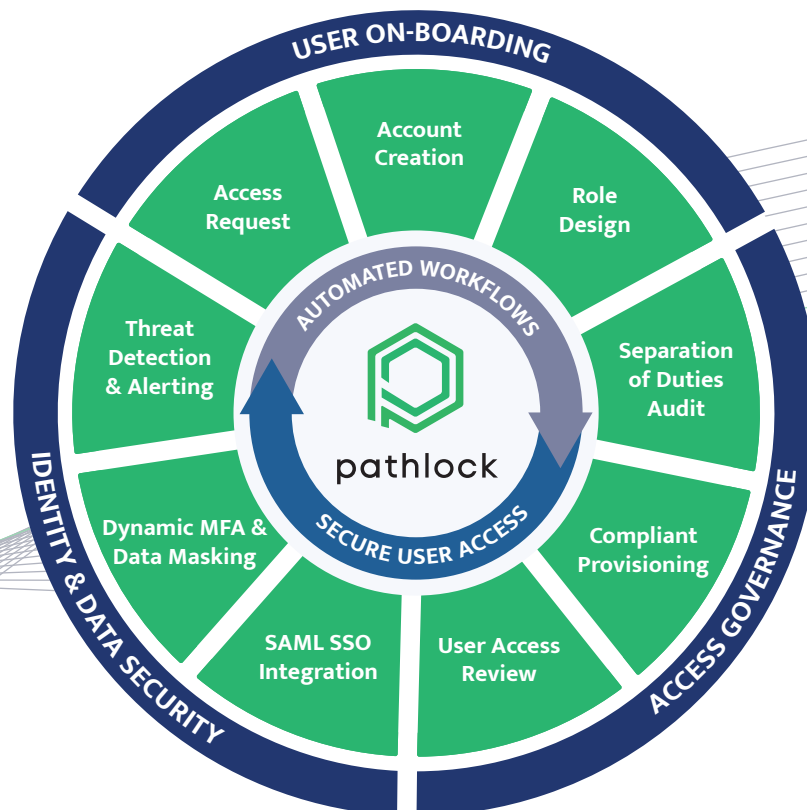 USER ON-BOARDING
Account
Creation
Access
Request
Role
Design
AUTOMATED WORKFLOWS
Threat
Detection
& Alerting
Separation
of Duties
Audit
pathlock
IDENTITY & DATA SECURITY
ACCESS GOVERNANCE
SECURE USER ACCESS
Dynamic MFA &
Data Masking
Compliant
Provisioning
SAML SSO
Integration
User Access
Review